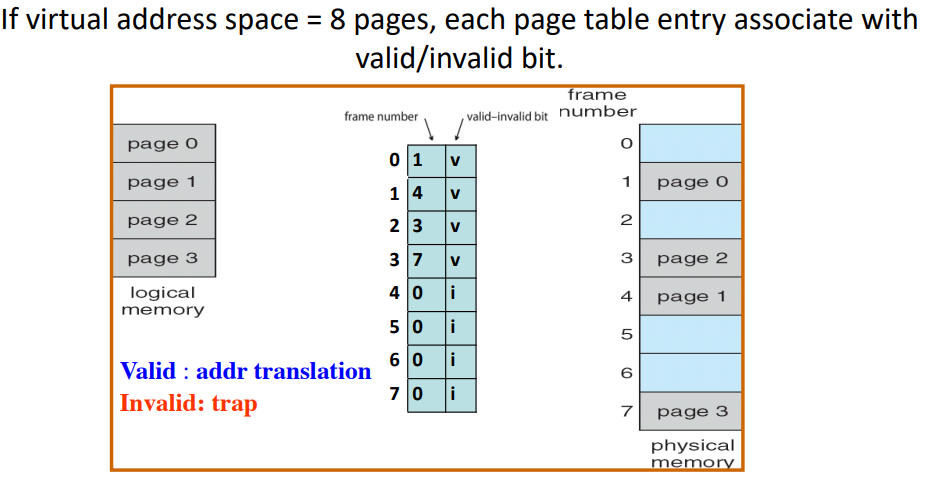 If virtual address space = 8 pages, each page table entry associate with
valid/invalid bit.
frame number
valid–invalid bit
frame
number
page 0
page 1
page 2
page 3
logical
memory
0 1 v
1 4 v
2 3 v
3 7 v
4 0 i
5 0 i
6 0 i
7 0 i
Valid : addr translation
Invalid: trap
0
1 page 0
2
3 page 2
4 page 1
5
6
7 page 3
physical
memory